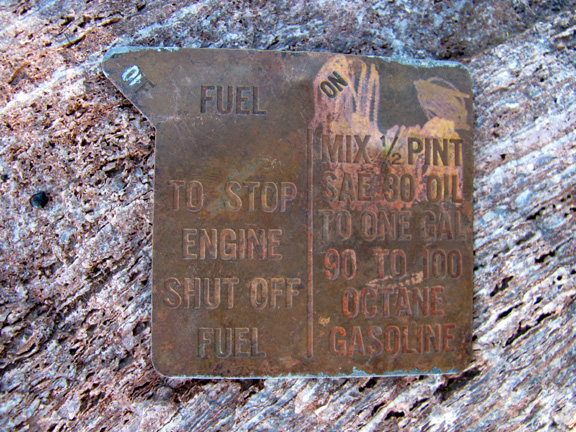 ON
FUEL
TO STOP
ENGINE
SHUT OFF
FUEL
ON
MIX ½ PINT
SAE 30 OIL
TO ONE GAL
90 TO 100
OCTANE
GASOLINE